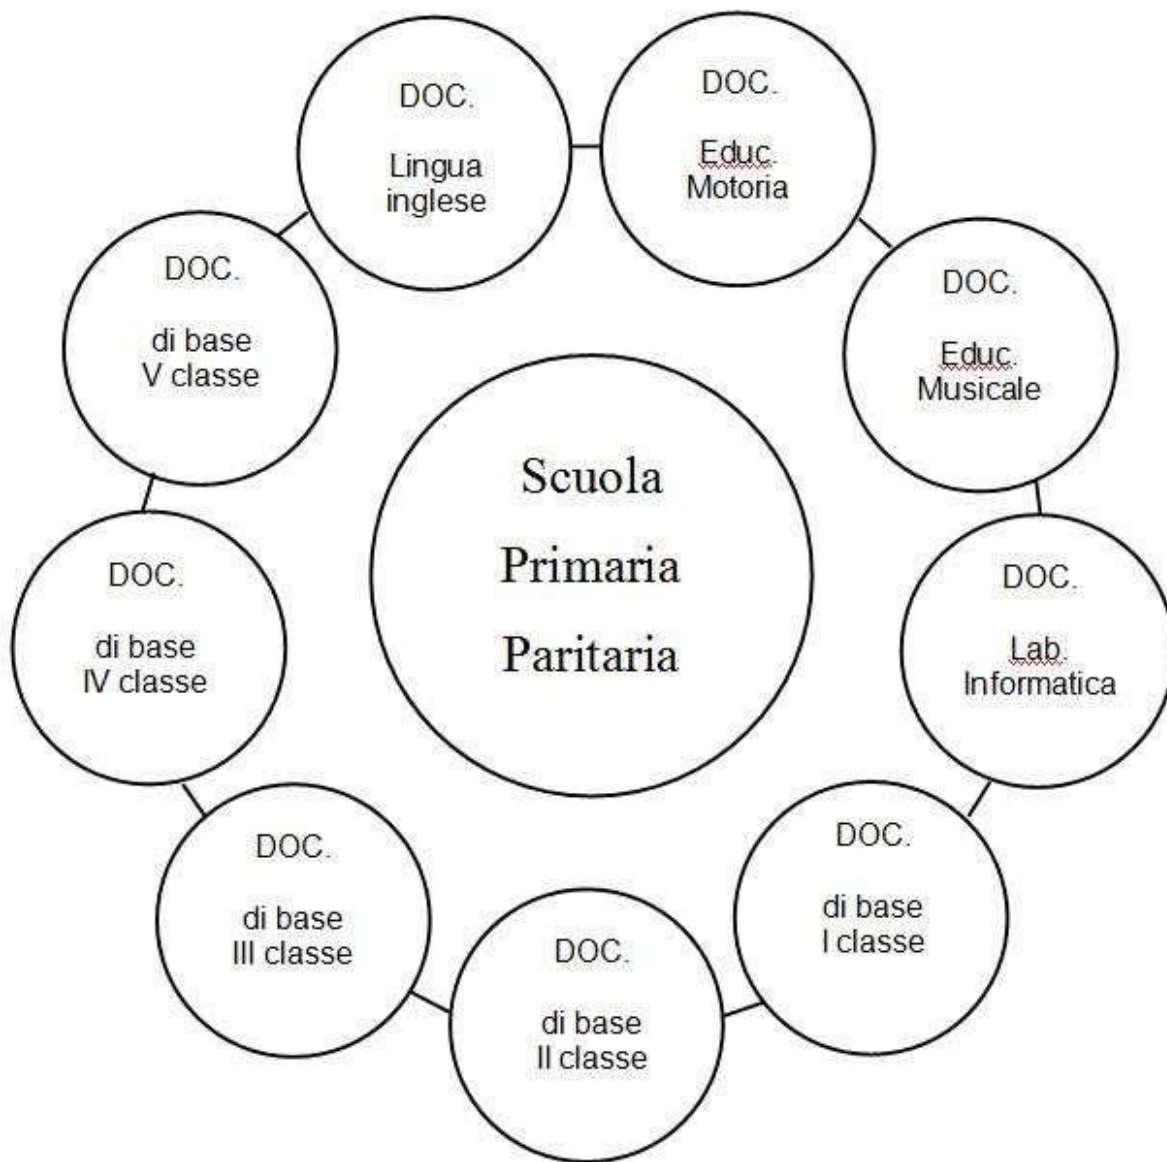 DOC.
Lingua
inglese
DOC.
Educ.
Motoria
DOC.
Educ.
Musicale
DOC.
Lab.
Informatica
DOC.
di base
I classe
DOC.
di base
II classe
DOC.
di base
III classe
DOC.
di base
IV classe
DOC.
di base
V classe
Scuola
Primaria
Paritaria